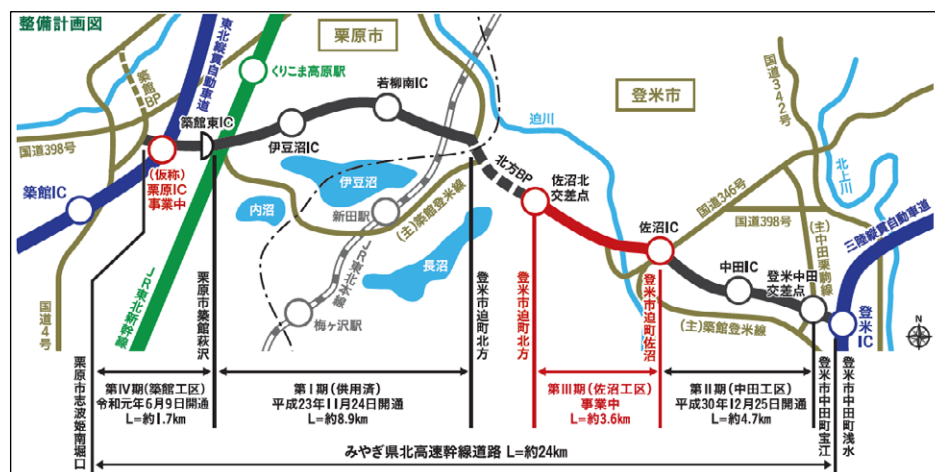 整備計画図
栗原市
登米市
東北縦貫自動車道
築館BP
くりこま高原駅
若柳南IC
国道342号
築館東IC
伊豆沼IC
迫川
北上川
国道398号
(仮称)
栗原IC
事業中
北方BP
佐沼北
交差点
国道346号
築館IC
伊豆沼
内沼
新田駅
(主)築館登米線
佐沼IC
国道398号
(主)中田栗駒線
三陸縦貫自動車道
長沼
中田IC
登米中田
交差点
JR東北新幹線
JR東北本線
梅ヶ沢駅
(主)築館登米線
登米IC
N
国道4号
栗原市志波姫南堀口
栗原市築館萩沢
登米市迫町北方
登米市迫町北方
登米市迫町佐沼
登米市中田町宝江
登米市中田町浅水
第Ⅳ期(築館工区)
令和元年6月9日開通
L=約1.7km
第Ⅰ期(供用済)
平成23年11月24日開通
L=約8.9km
第Ⅲ期(佐沼工区)
事業中
L=約3.6km
第Ⅱ期(中田工区)
平成30年12月25日開通
L=約4.7km
みやぎ県北高速幹線道路 L=約24km